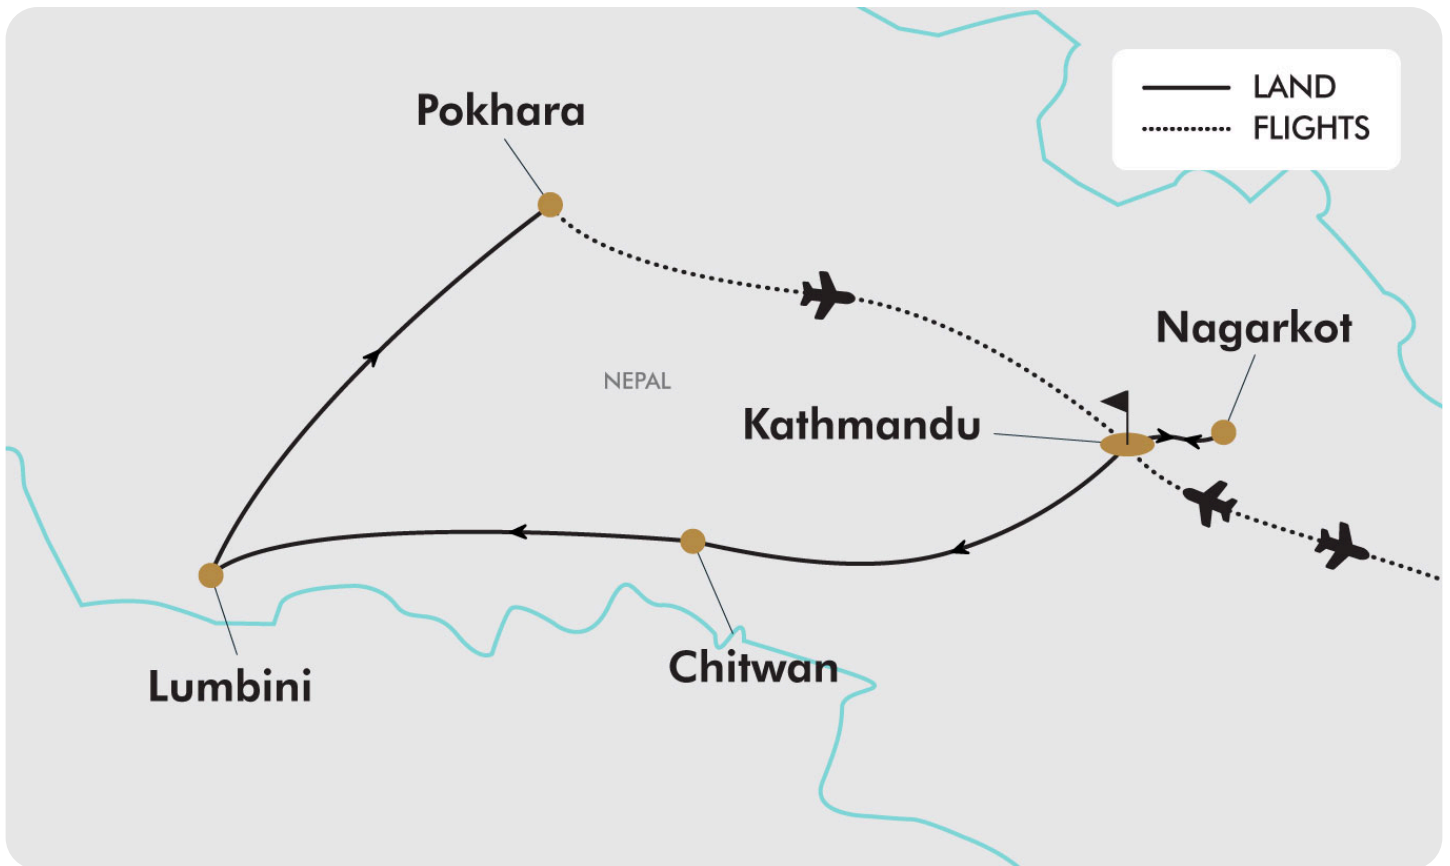 Pokhara
LAND
FLIGHTS
Nagarkot
NEPAL
Kathmandu
Chitwan
Lumbini